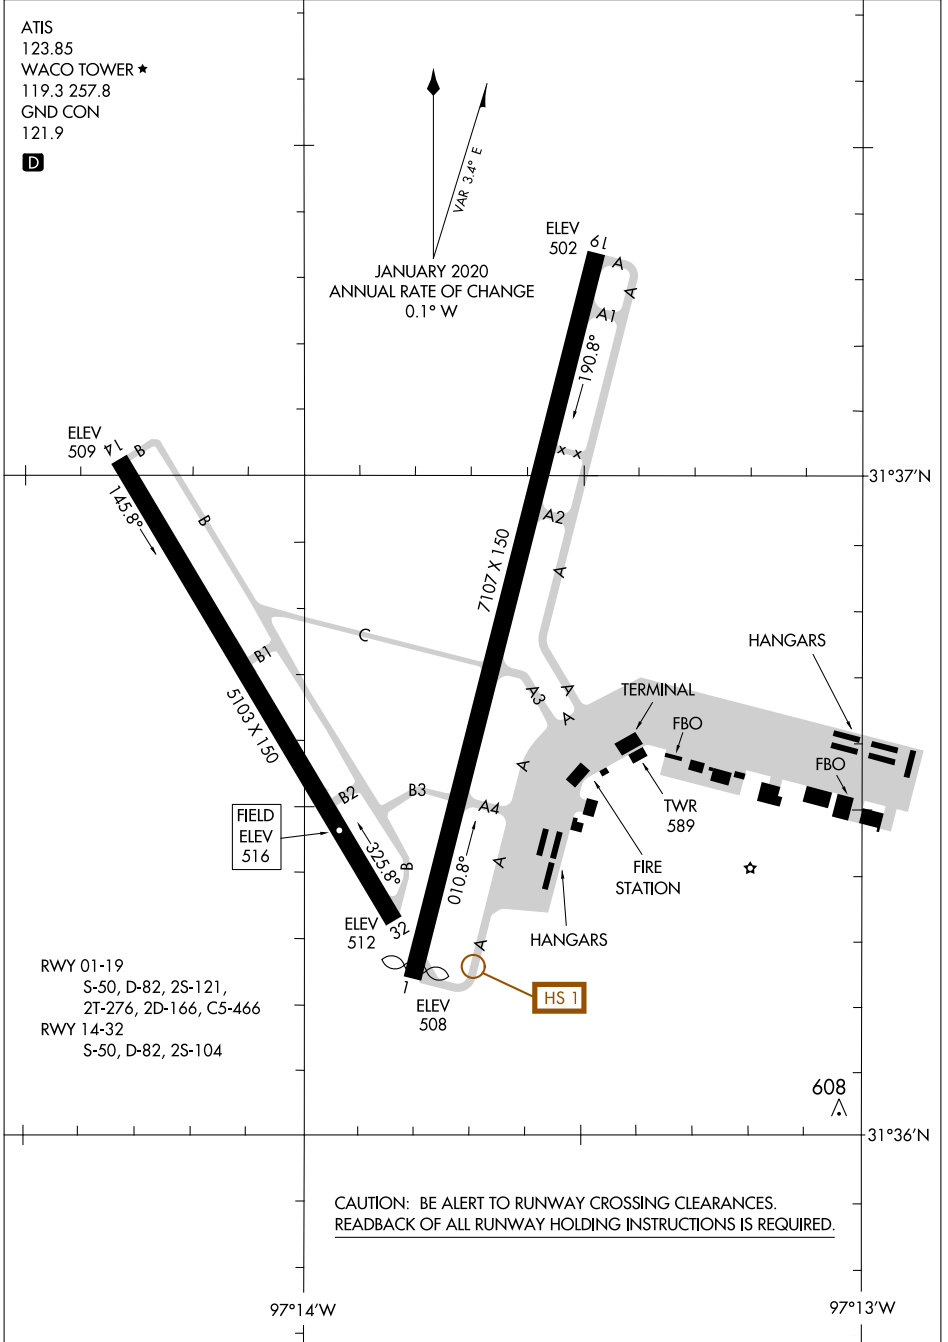 ATIS
123.85
WACO TOWER ★
119.3 257.8
GND CON
121.9
D
VAR 3.4° E
JANUARY 2020
ANNUAL RATE OF CHANGE
0.1° W
ELEV
502
19
A
A
A1
190.8°
X X
ELEV
509
14
B
145.8°
B
31°37'N
A2
7107 X 150
A
C
B1
HANGARS
5103 X 150
A3
A
A
TERMINAL
FBO
FBO
A
B2
B3
A4
TWR
589
FIELD
ELEV
516
325.8°
B
010.8°
A
FIRE
STATION
ELEV
512
32
A
HANGARS
1
ELEV
508
HS 1
RWY 01-19
S-50, D-82, 2S-121,
2T-276, 2D-166, C5-466
RWY 14-32
S-50, D-82, 2S-104
608
31°36'N
CAUTION: BE ALERT TO RUNWAY CROSSING CLEARANCES.
READBACK OF ALL RUNWAY HOLDING INSTRUCTIONS IS REQUIRED.
97°14'W
97°13'W